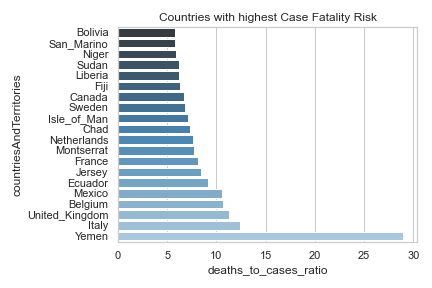 Countries with highest Case Fatality Risk
countriesAndTerritories
Bolivia
San_Marino
Niger
Sudan
Liberia
Fiji
Canada
Sweden
Isle_of_Man
Chad
Netherlands
Montserrat
France
Jersey
Ecuador
Mexico
Belgium
United_Kingdom
Italy
Yemen
0 5 10 15 20 25 30
deaths_to_cases_ratio